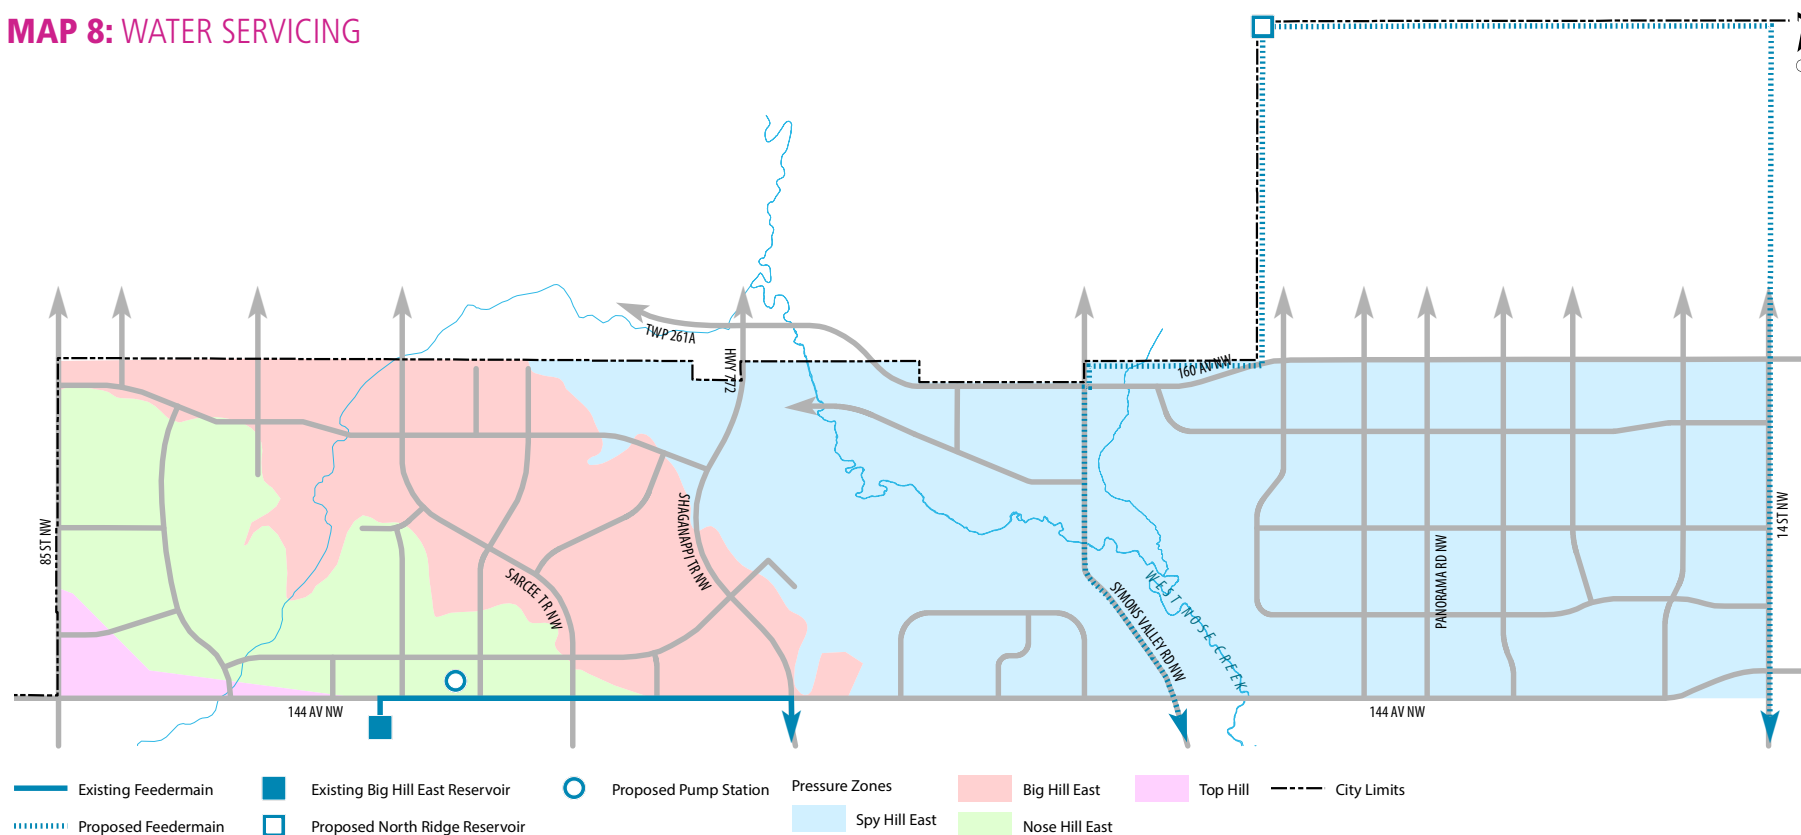 MAP 8: WATER SERVICING
TWP 261A
HWY 772
160 AV NW
85 ST NW
SHAGANAPPI TR NW
SARCEE TR NW
SYMONS VALLEY RD NW
WEST NOSE CREEK
PANORAMA RD NW
14 ST NW
144 AV NW
144 AV NW
Existing Feedermain
Existing Big Hill East Reservoir
Proposed Pump Station
Pressure Zones
Big Hill East
Top Hill
City Limits
Proposed Feedermain
Proposed North Ridge Reservoir
Spy Hill East
Nose Hill East